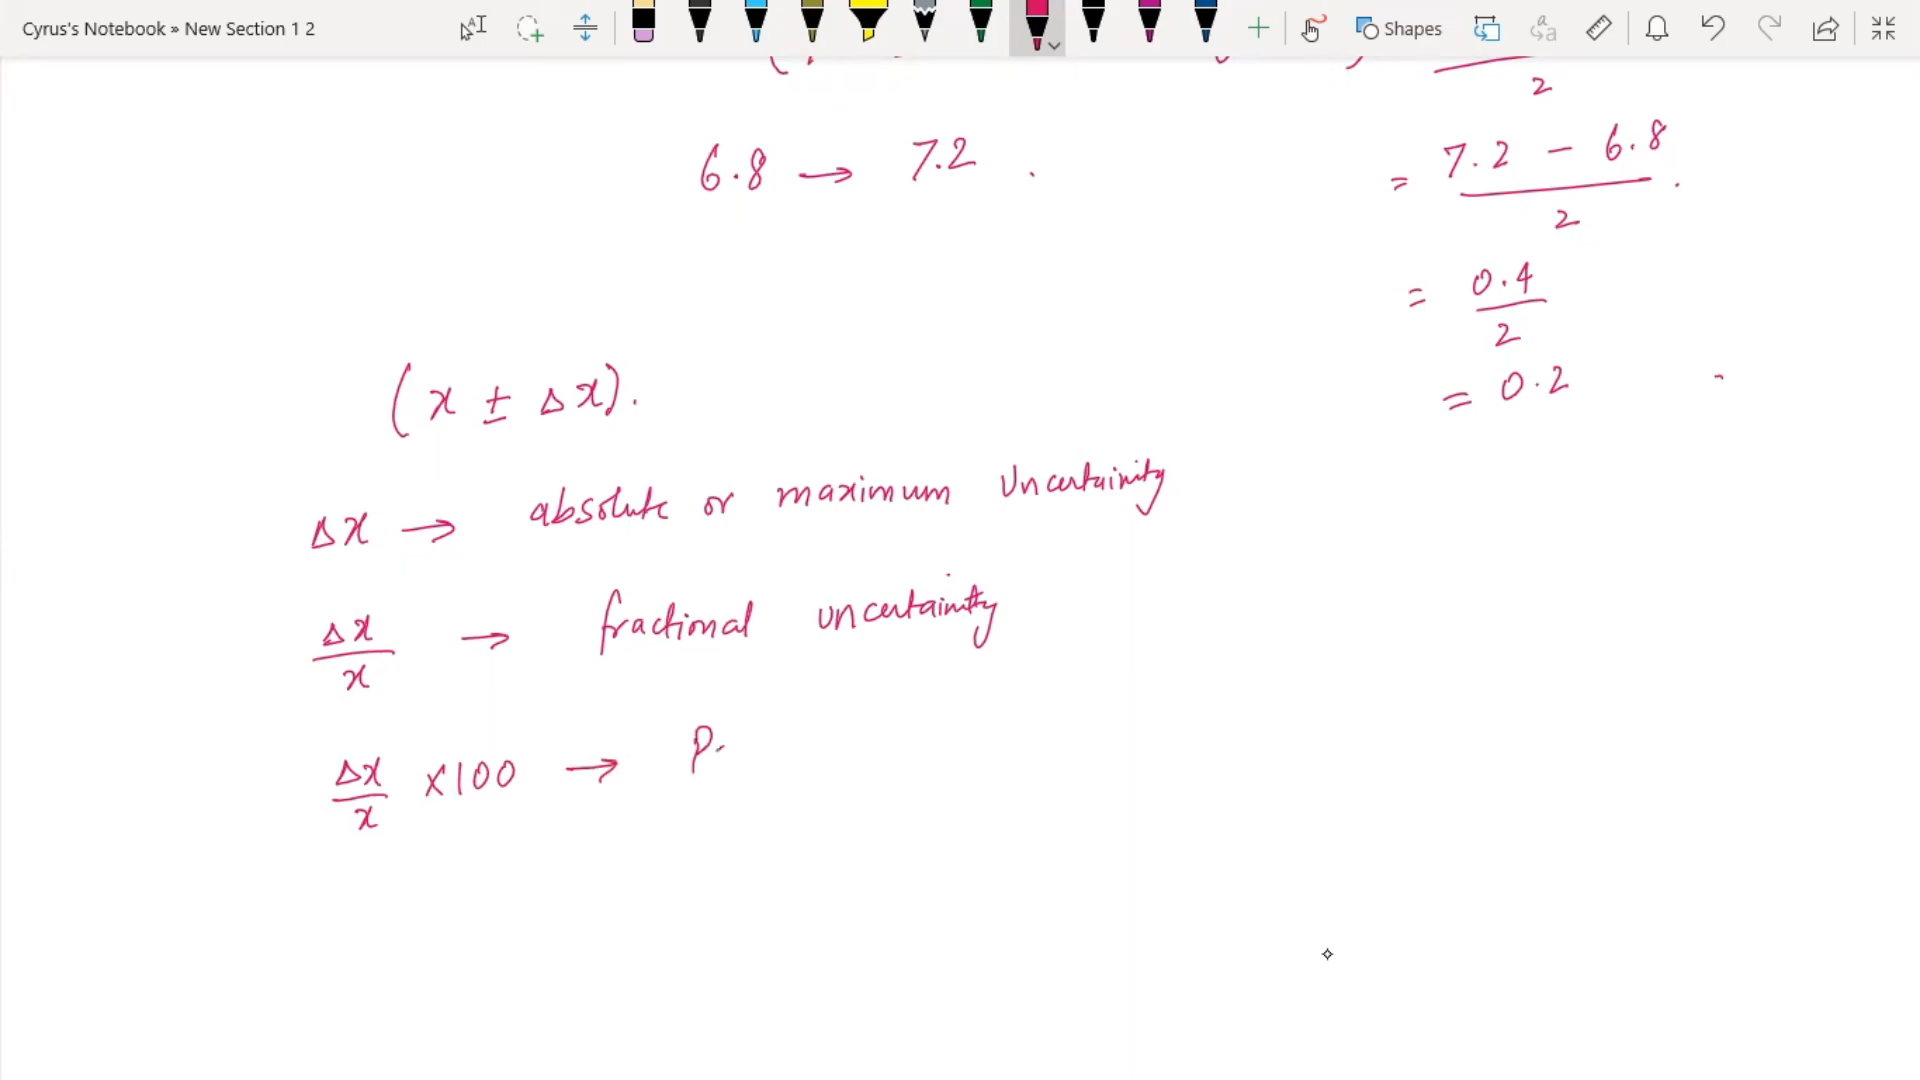 Cyrus's Notebook » New Section 1 2
Shapes
2
6.8 → 7.2 .
= 7.2 - 6.8 .
2
= 0.4
2
= 0.2
(x ± Δx).
Δx → absolute or maximum Uncertainity
Δx → fractional uncertainity
x
Δx ×100 → P.
x